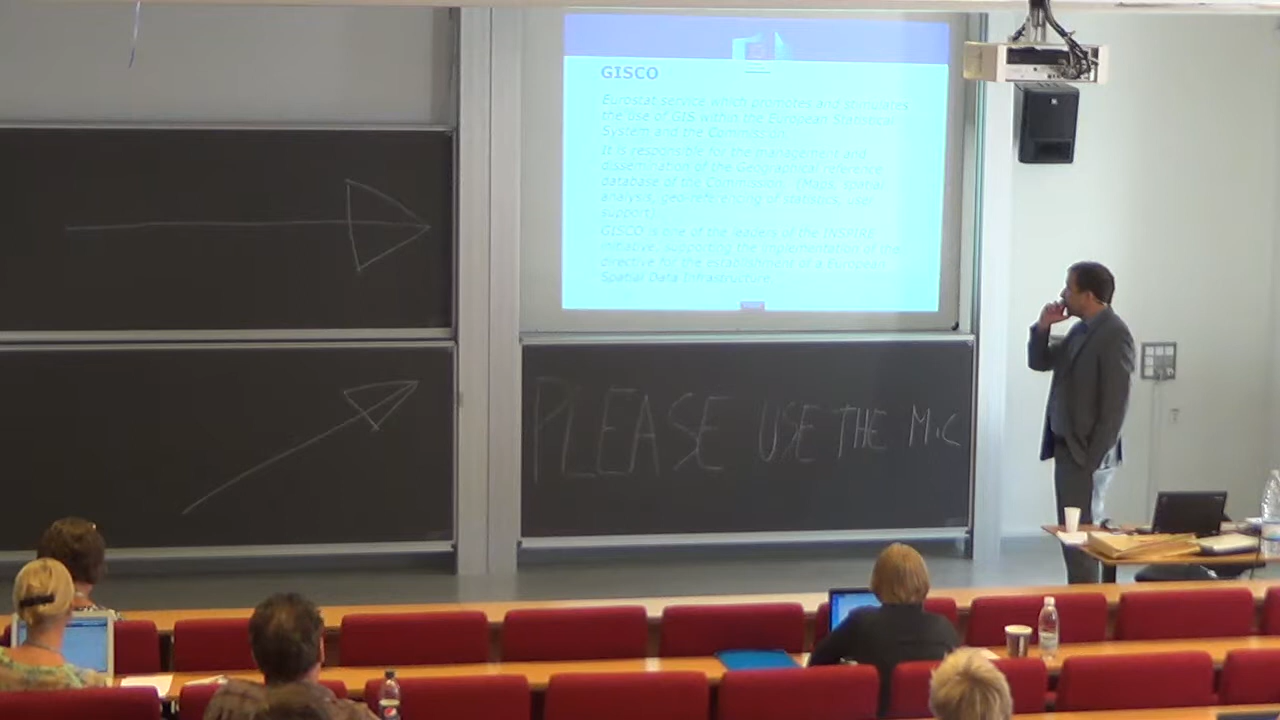 GISCO
Eurostat service which promotes and stimulates
the use of GIS within the European Statistical
System and the Commission.
It is responsible for the management and
dissemination of the Geographical reference
database of the Commission. (Maps, spatial
analysis, geo-referencing of statistics, user
support)
GISCO is one of the leaders of the INSPIRE
initiative, supporting the implementation of the
directive for the establishment of a European
Spatial Data Infrastructure.
PLEASE USE THE MIC